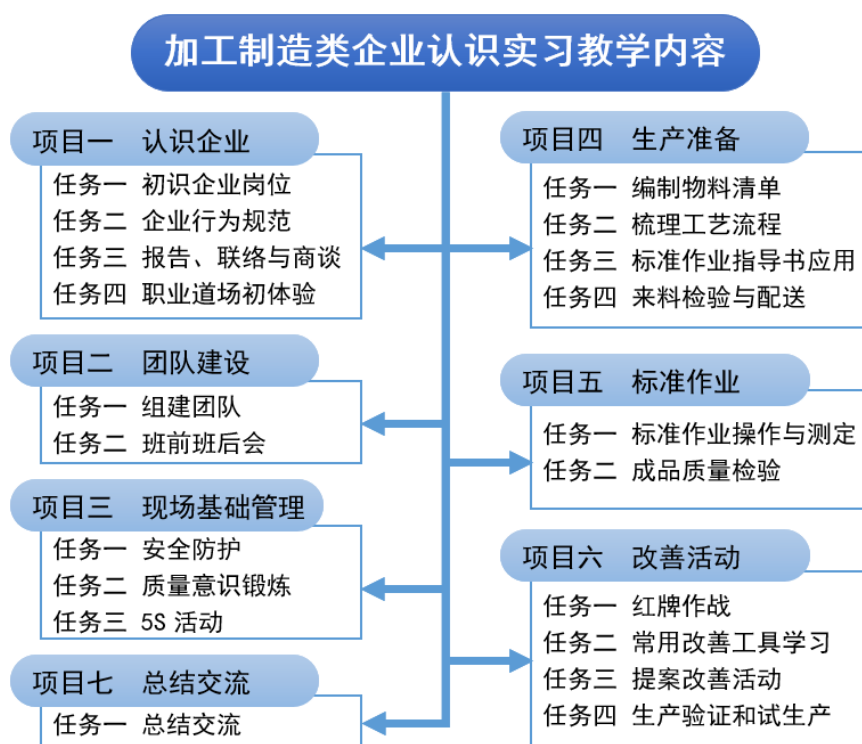 加工制造类企业认识实习教学内容
项目一 认识企业
任务一 初识企业岗位
任务二 企业行为规范
任务三 报告、联络与商谈
任务四 职业道场初体验
项目二 团队建设
任务一 组建团队
任务二 班前班后会
项目三 现场基础管理
任务一 安全防护
任务二 质量意识锻炼
任务三 5S 活动
项目七 总结交流
任务一 总结交流
项目四 生产准备
任务一 编制物料清单
任务二 梳理工艺流程
任务三 标准作业指导书应用
任务四 来料检验与配送
项目五 标准作业
任务一 标准作业操作与测定
任务二 成品质量检验
项目六 改善活动
任务一 红牌作战
任务二 常用改善工具学习
任务三 提案改善活动
任务四 生产验证和试生产